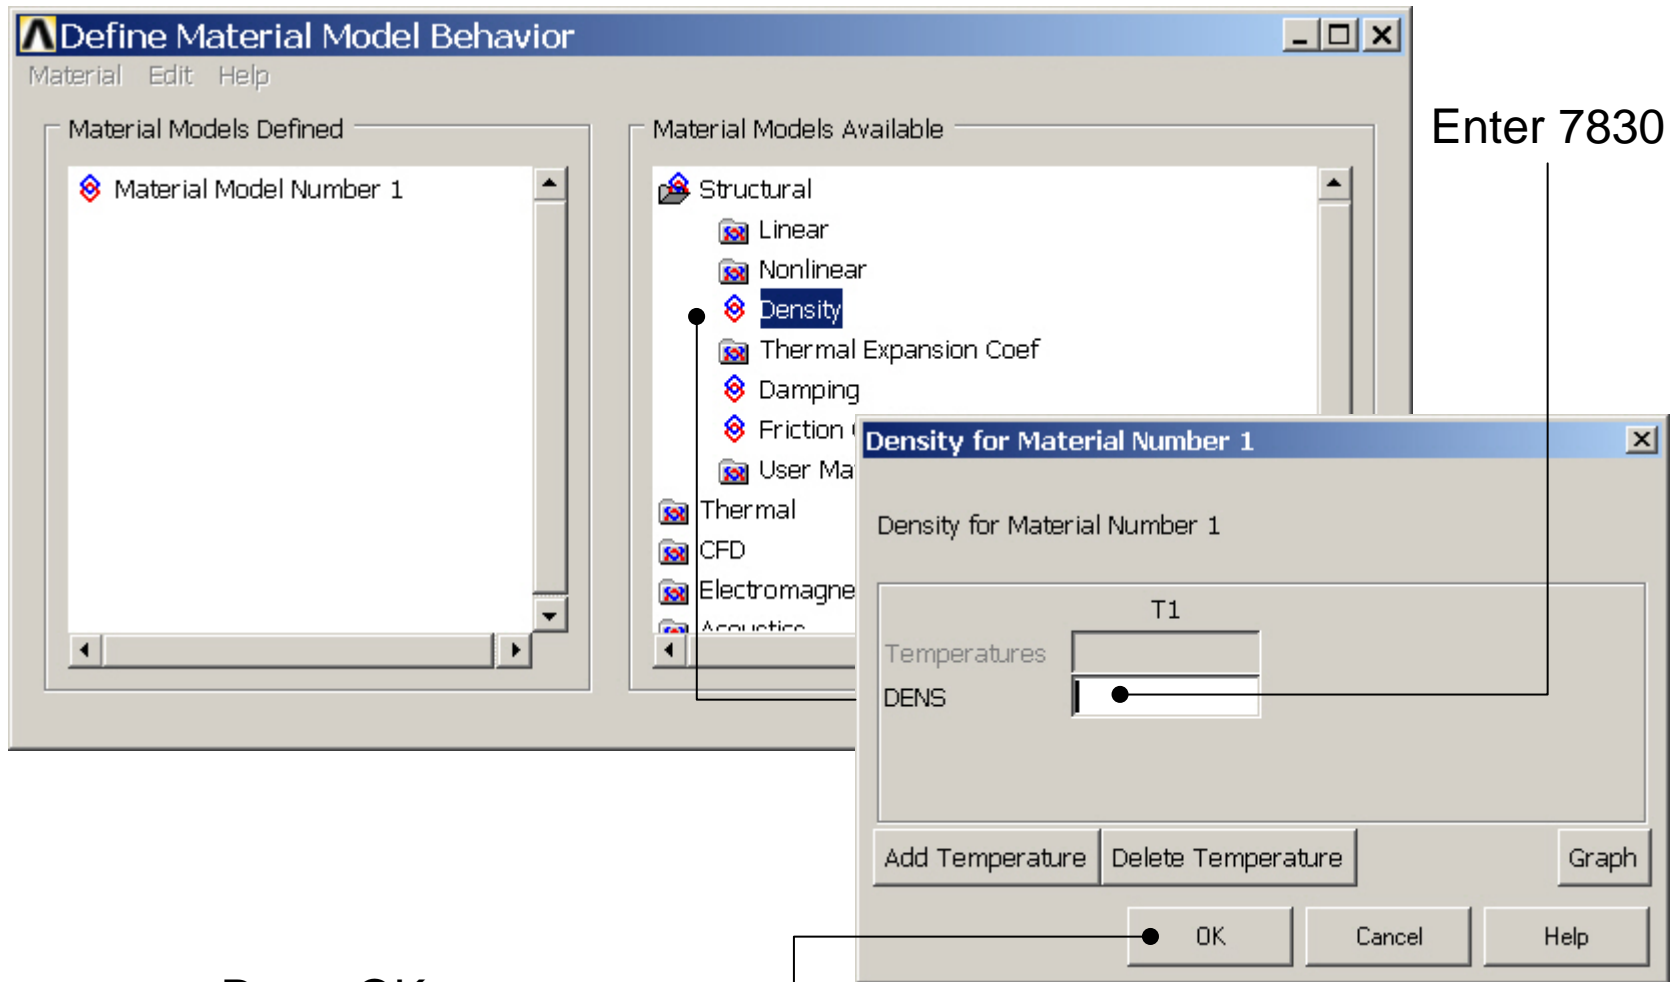 Define Material Model Behavior
Material Edit Help
Material Models Defined
Material Model Number 1
Material Models Available
Structural
Linear
Nonlinear
Density
Thermal Expansion Coef
Damping
Friction
User Ma
Thermal
CFD
Electromagne
Acoustics
Enter 7830
Density for Material Number 1
Density for Material Number 1
T1
Temperatures
DENS
Add Temperature Delete Temperature Graph
OK Cancel Help
OK